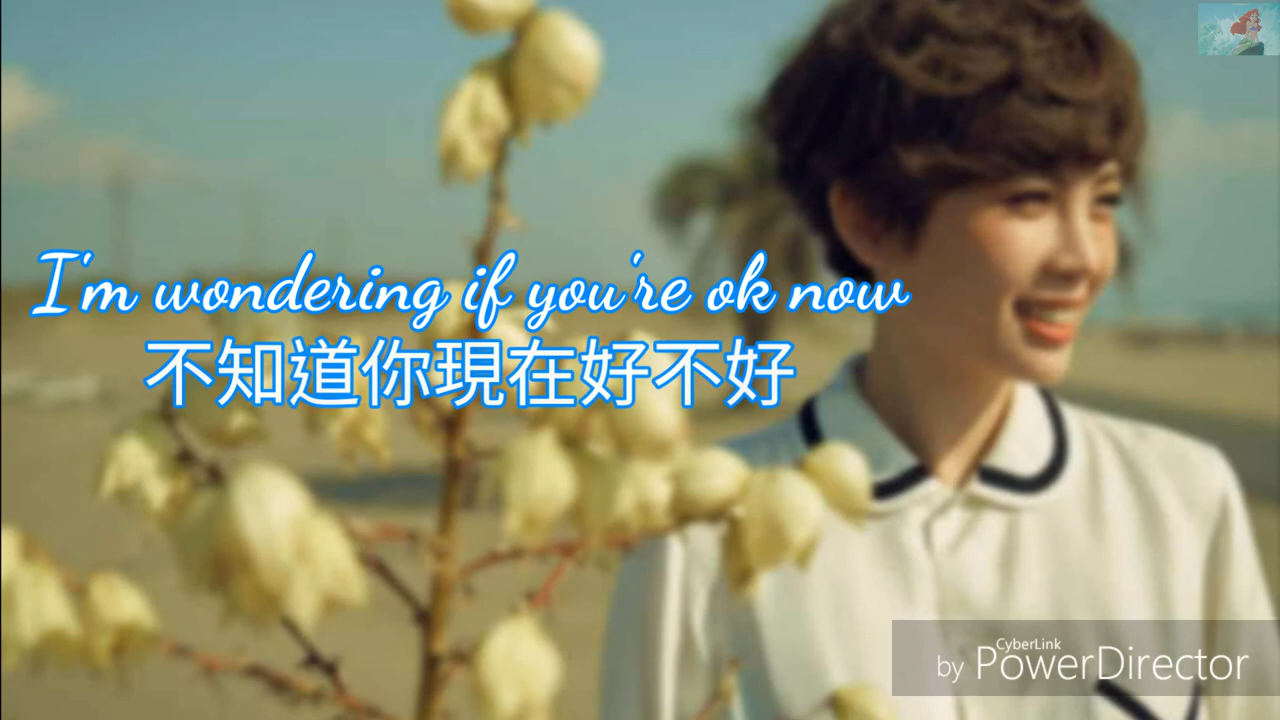 I'm wondering if you're ok now
不知道你現在好不好
CyberLink
by PowerDirector